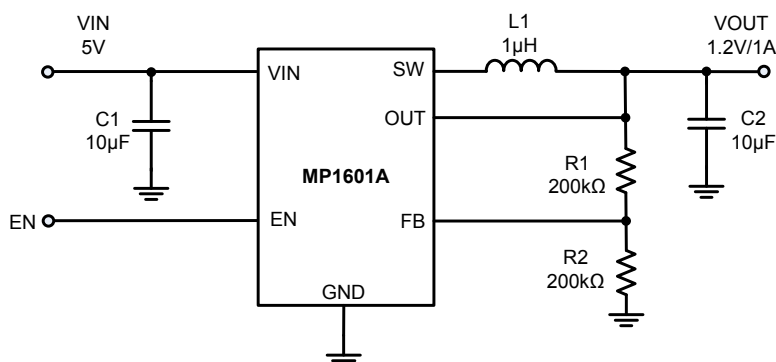 VIN
5V
L1
1µH
VOUT
1.2V/1A
VIN
SW
C1
10µF
OUT
C2
10µF
MP1601A
R1
200kΩ
EN
EN
FB
R2
200kΩ
GND